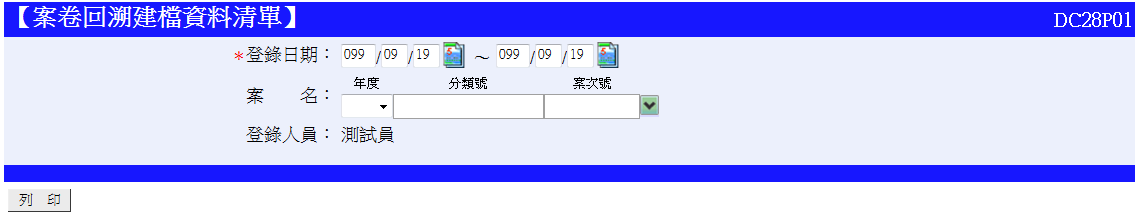 【案卷回溯建檔資料清單】 DC28P01
*登錄日期： 099 /09 /19 ～ 099 /09 /19
年度 分類號 案次號
案 名：
登錄人員： 測試員
列 印